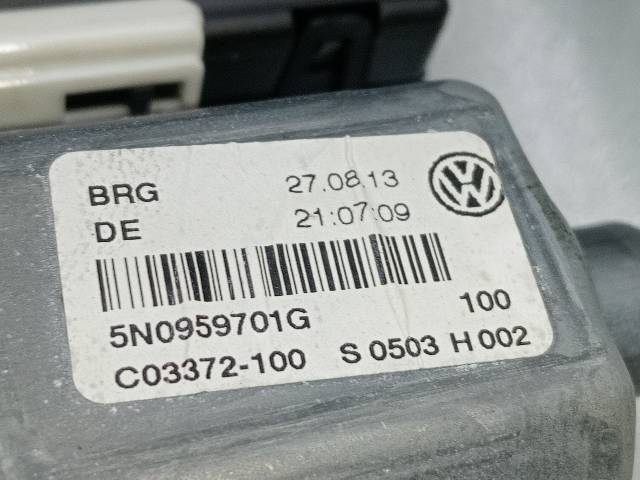 BRG 27.08.13
DE 21:07:09
5N0959701G 100
C03372-100 S 0503 H 002